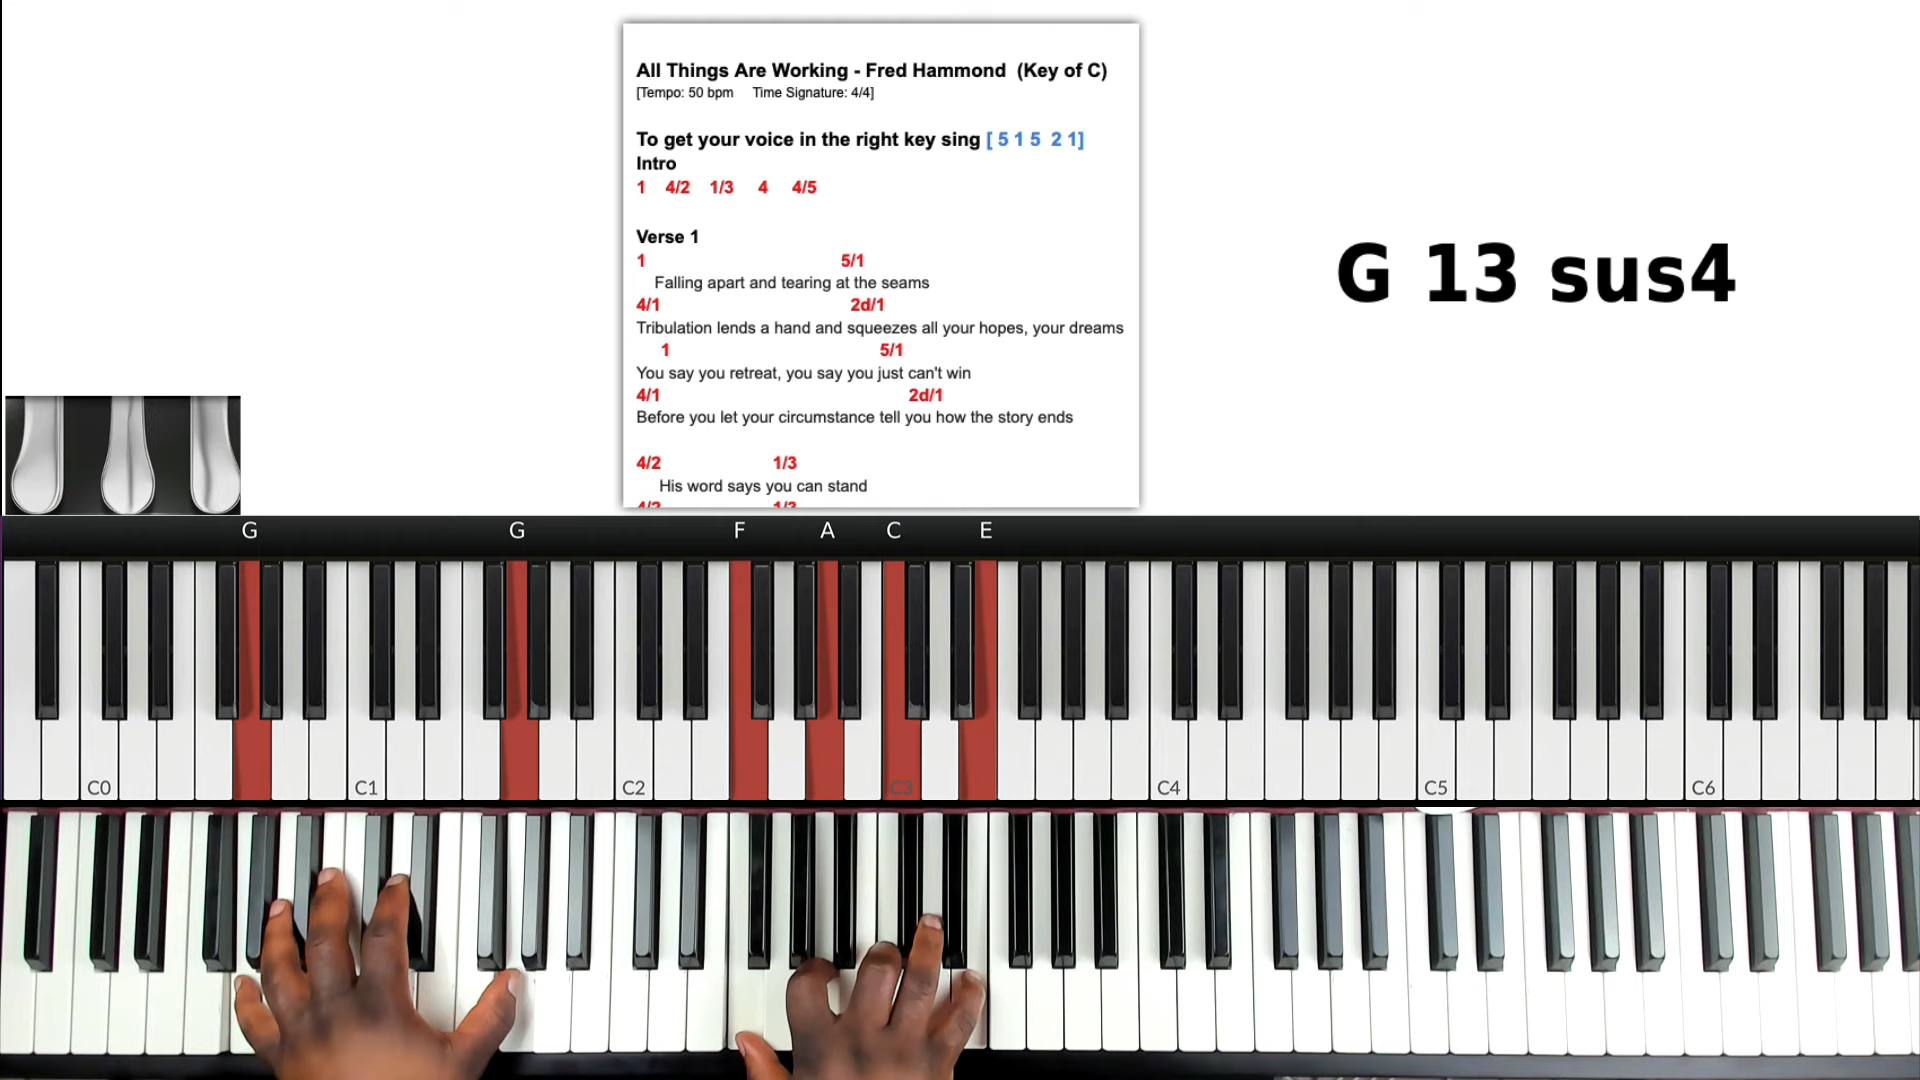 All Things Are Working - Fred Hammond (Key of C)
[Tempo: 50 bpm Time Signature: 4/4]
To get your voice in the right key sing [ 5 1 5 2 1]
Intro
1 4/2 1/3 4 4/5
Verse 1
1 5/1
Falling apart and tearing at the seams
4/1 2d/1
Tribulation lends a hand and squeezes all your hopes, your dreams
1 5/1
You say you retreat, you say you just can't win
4/1 2d/1
Before you let your circumstance tell you how the story ends
4/2 1/3
His word says you can stand
4/2 1/3
G 13 sus4
G G F A C E
C0 C1 C2 C3 C4 C5 C6